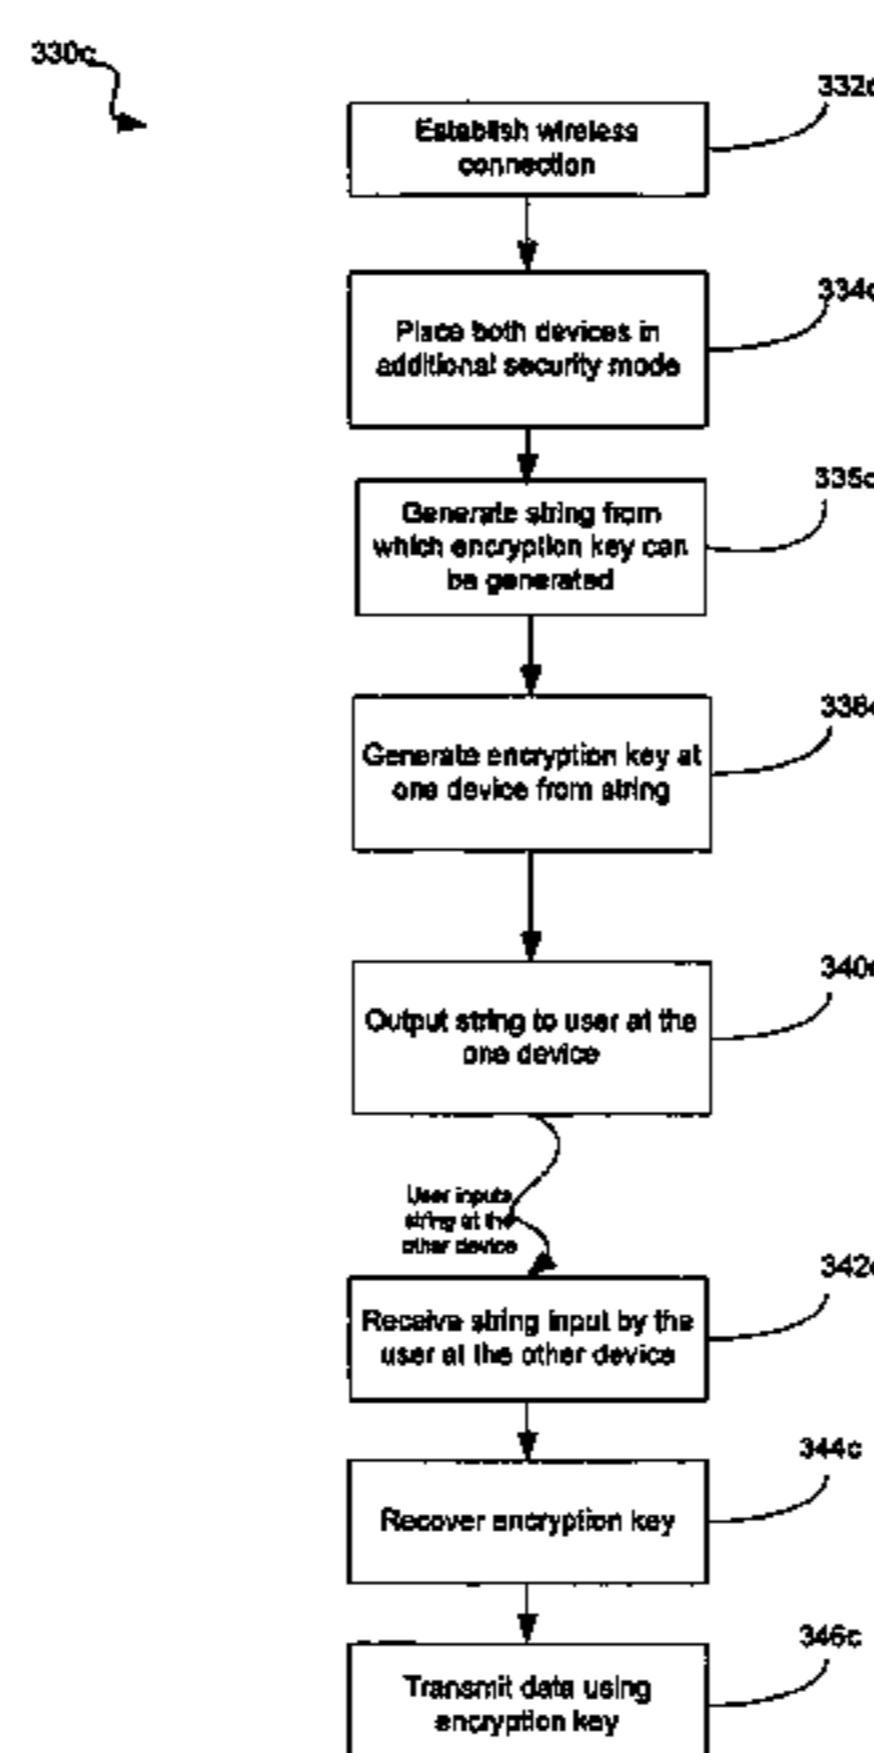 330c
332c
Establish wireless
connection
334c
Place both devices in
additional security mode
335c
Generate string from
which encryption key can
be generated
338c
Generate encryption key at
one device from string
340c
Output string to user at the
one device
User inputs
string at the
other device
342c
Receive string input by the
user at the other device
344c
Recover encryption key
346c
Transmit data using
encryption key